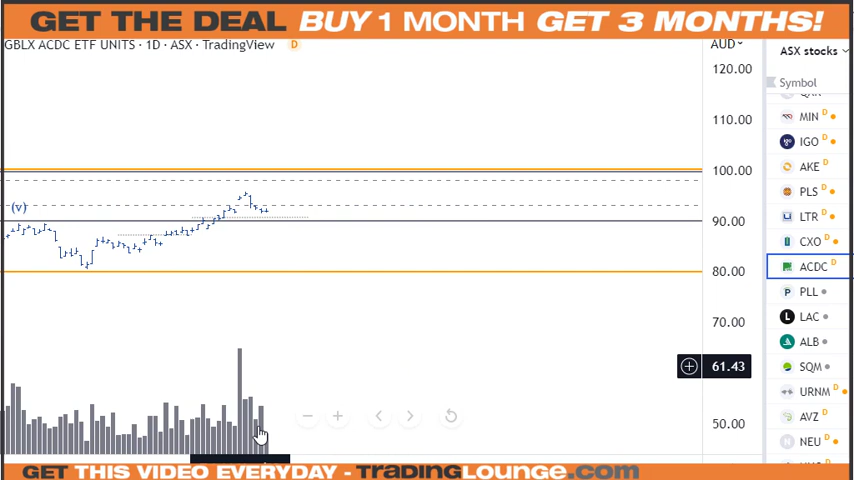 GET THE DEAL BUY 1 MONTH GET 3 MONTHS!
GBLX ACDC ETF UNITS · 1D · ASX · TradingView D
AUD
ASX stocks
Symbol
120.00
110.00
100.00
90.00
80.00
70.00
61.43
50.00
(v)
MIN D
IGO D
AKE D
PLS D
LTR D
CXO D
ACDC D
PLL
LAC
ALB
SQM
URNM D
AVZ D
NEU D
GET THIS VIDEO EVERYDAY - TradingLounge.com